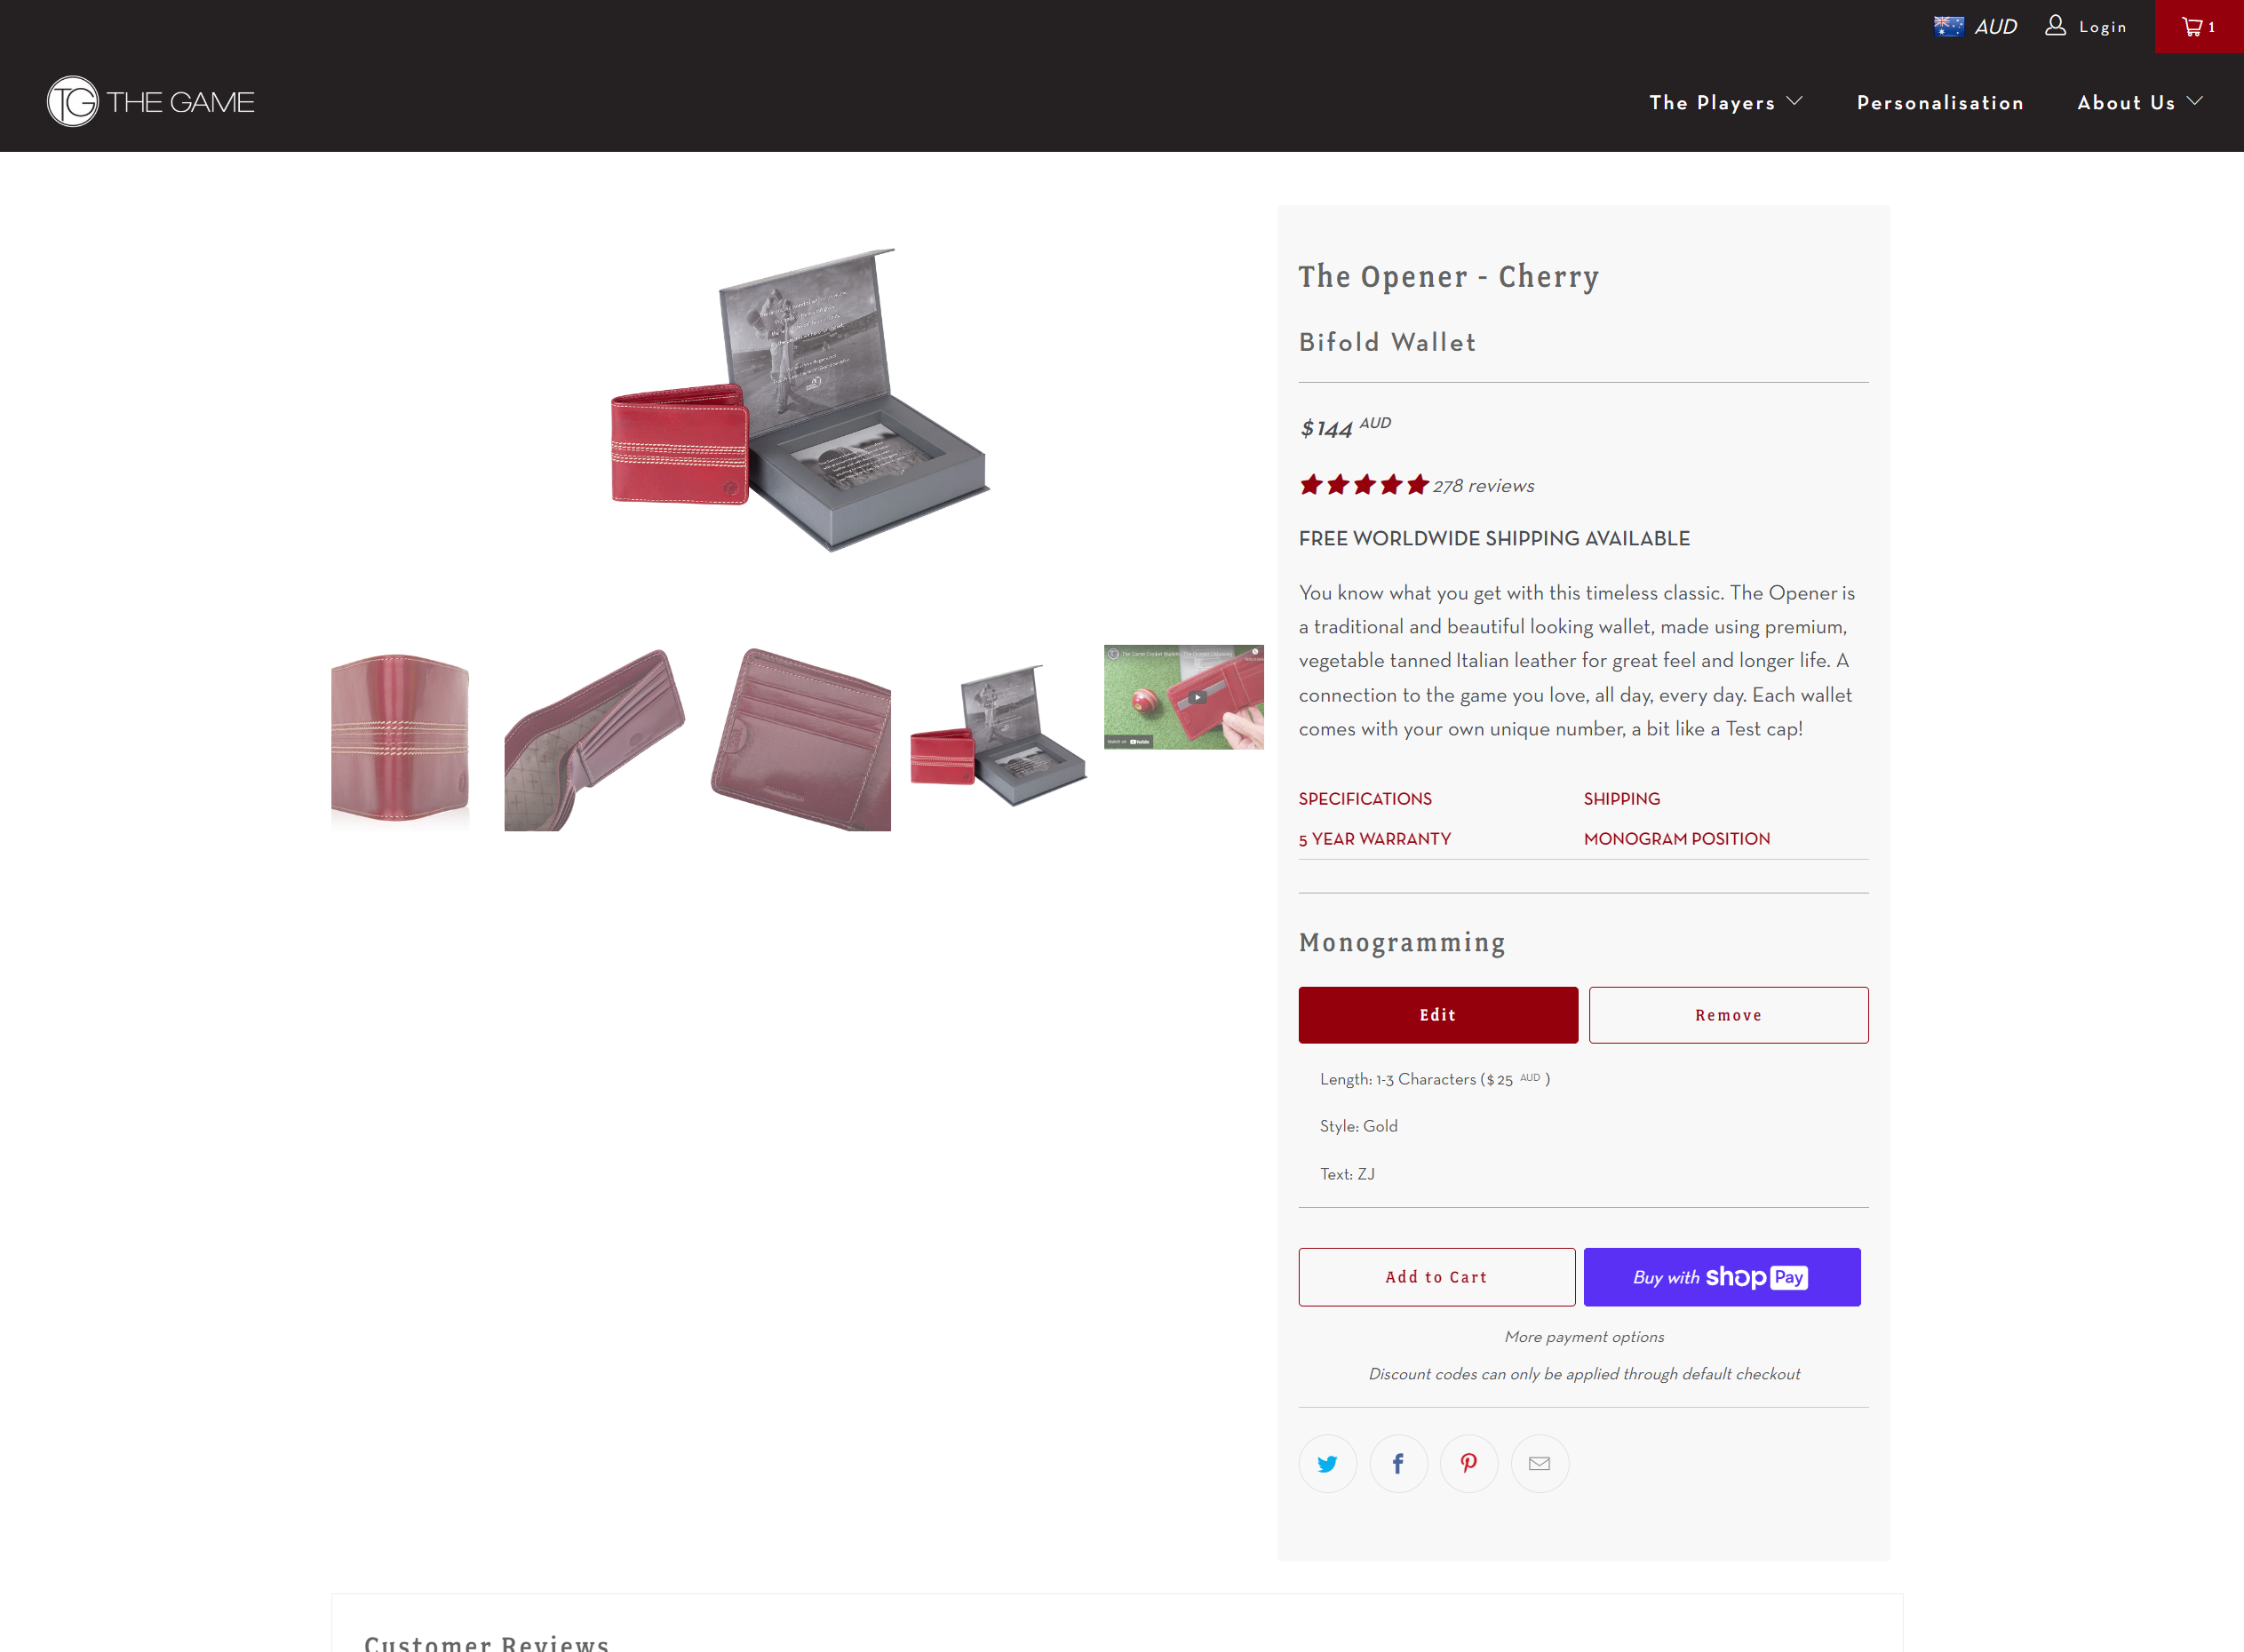 AUD
Login
1
TG THE GAME
The Players
Personalisation
About Us
The Opener - Cherry
Bifold Wallet
$144 AUD
278 reviews
FREE WORLDWIDE SHIPPING AVAILABLE
You know what you get with this timeless classic. The Opener is
a traditional and beautiful looking wallet, made using premium,
vegetable tanned Italian leather for great feel and longer life. A
connection to the game you love, all day, every day. Each wallet
comes with your own unique number, a bit like a Test cap!
SPECIFICATIONS
SHIPPING
5 YEAR WARRANTY
MONOGRAM POSITION
Monogramming
Edit
Remove
Length: 1-3 Characters ($25 AUD )
Style: Gold
Text: ZJ
Add to Cart
Buy with shop Pay
More payment options
Discount codes can only be applied through default checkout
Customer Reviews